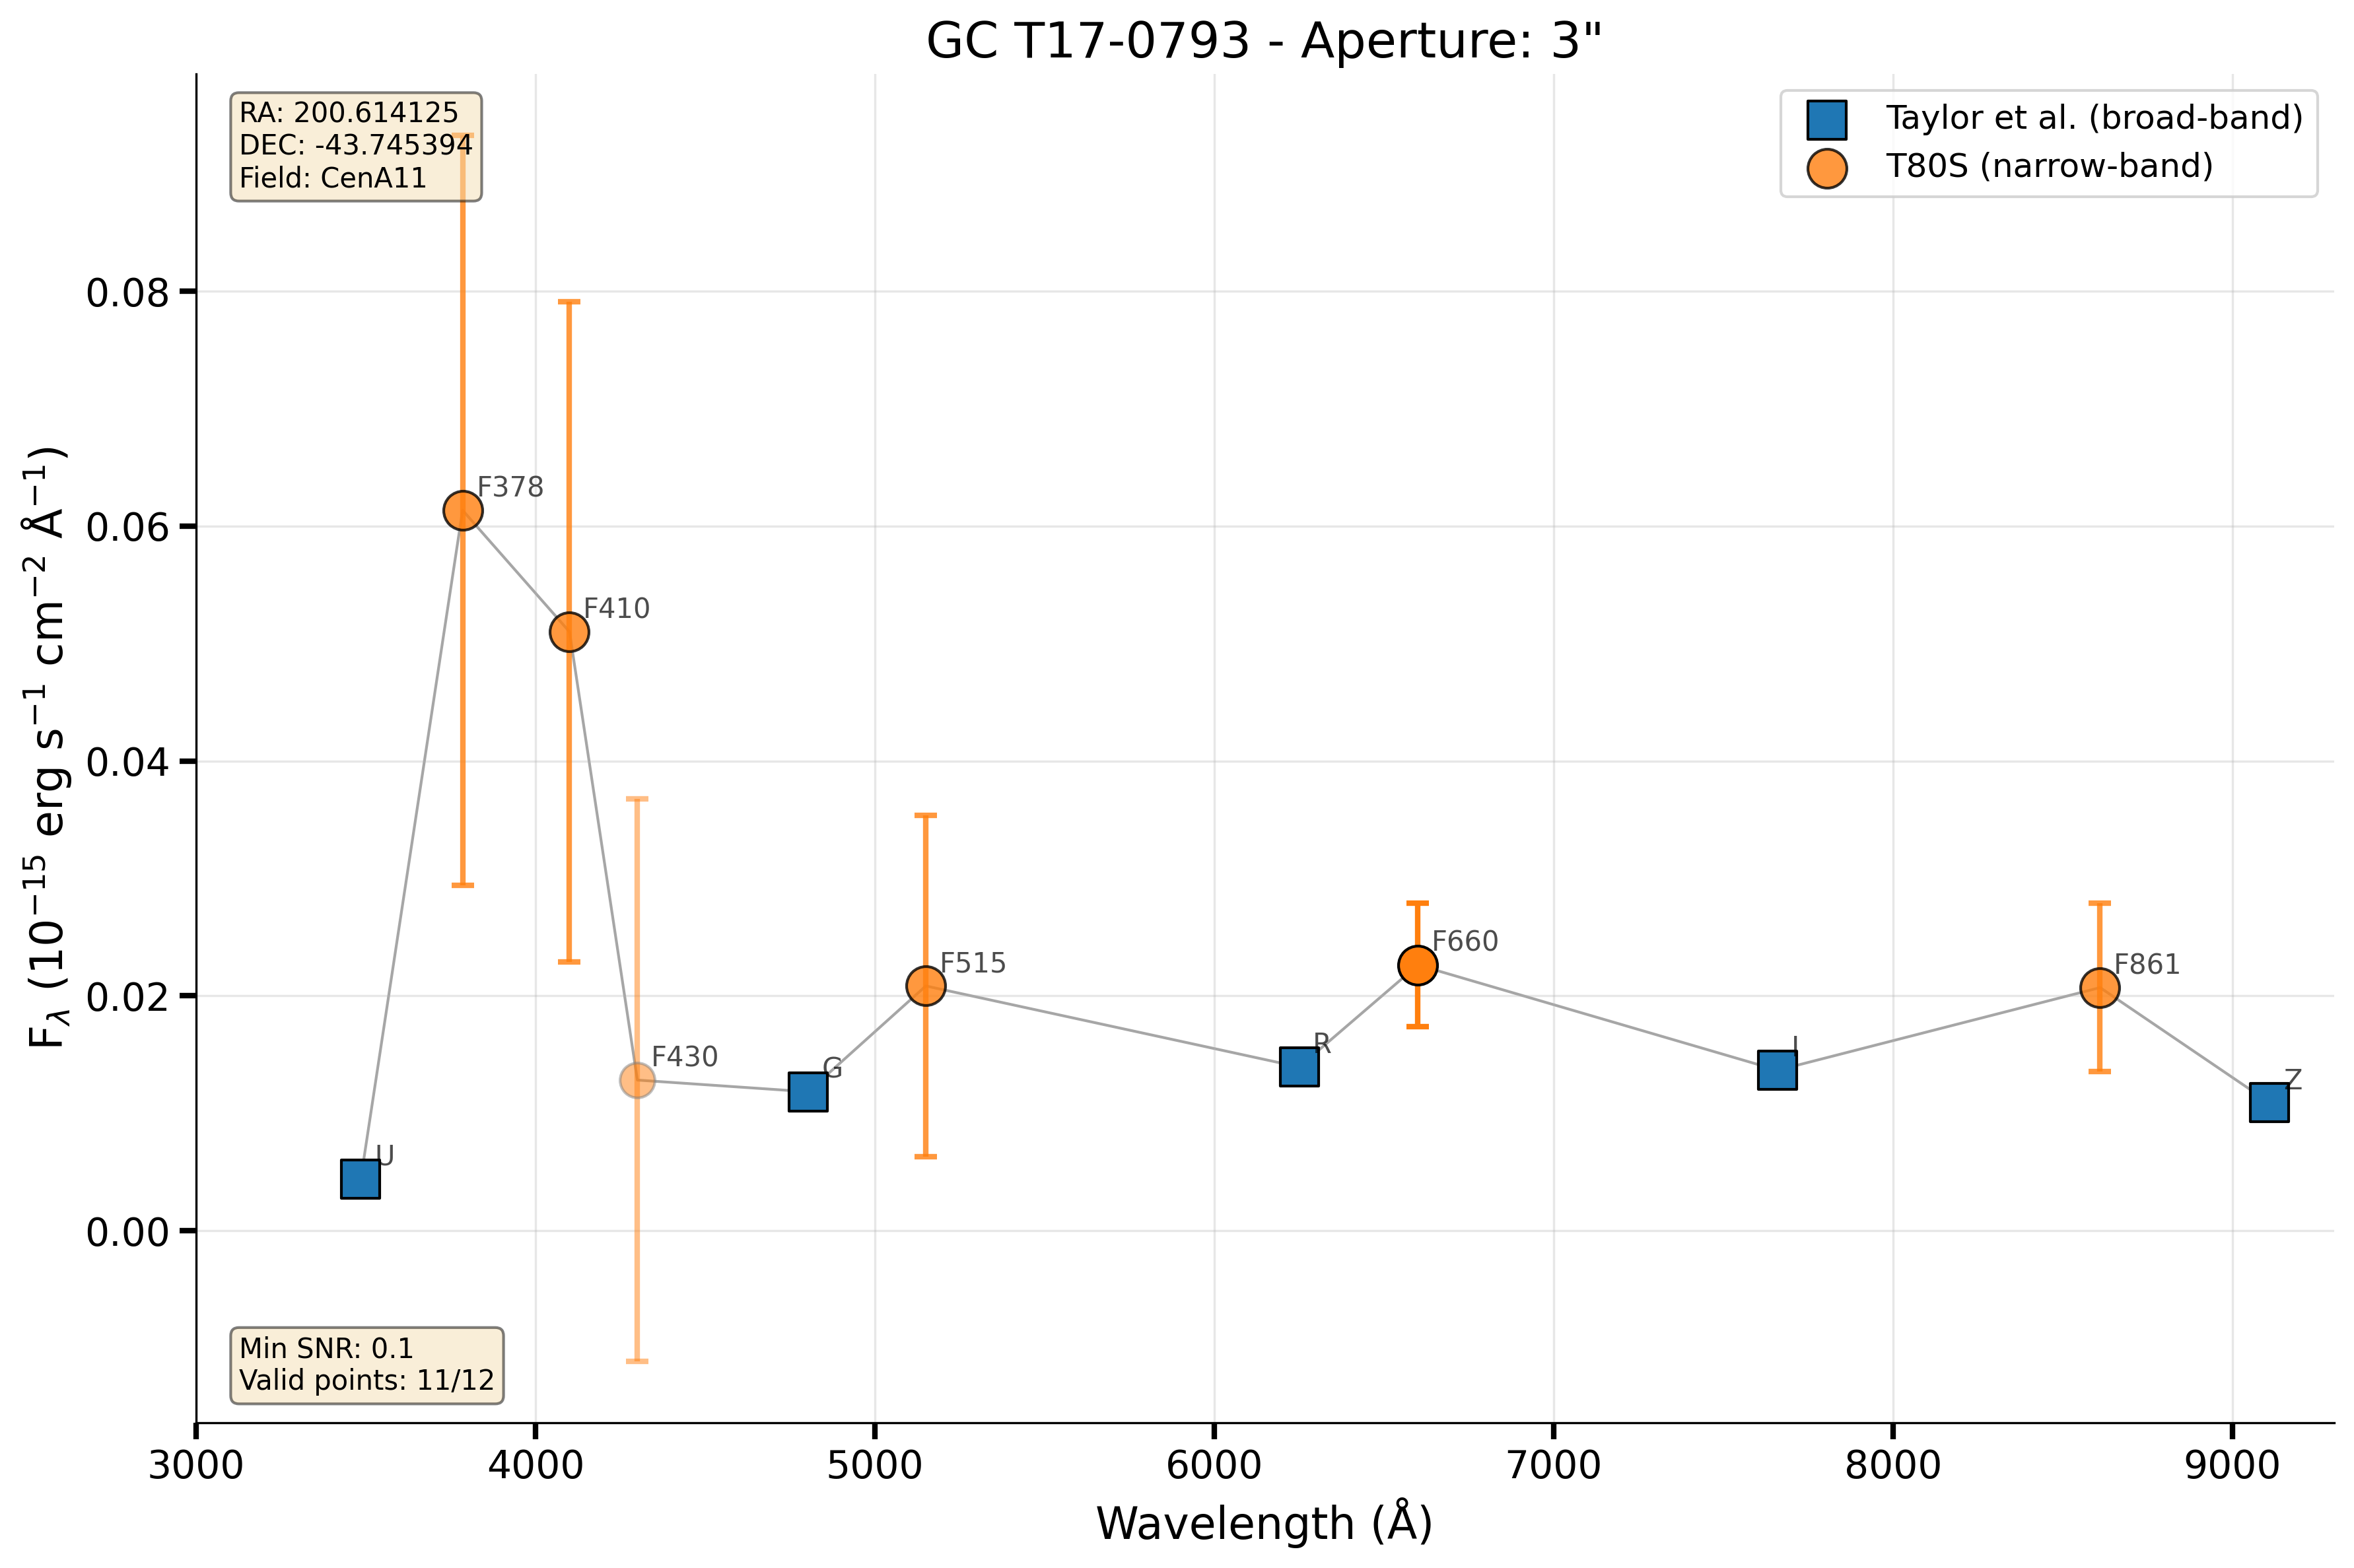 GC T17-0793 - Aperture: 3"
RA: 200.614125
DEC: -43.745394
Field: CenA11
Taylor et al. (broad-band)
T80S (narrow-band)
F378
F410
F430
F515
F660
F861
U
G
R
I
Z
Min SNR: 0.1
Valid points: 11/12
0.08
0.06
0.04
0.02
0.00
F$_{λ}$ (10$^{−15}$ erg s$^{−1}$ cm$^{−2}$ Å$^{−1}$)
3000 4000 5000 6000 7000 8000 9000
Wavelength (Å)